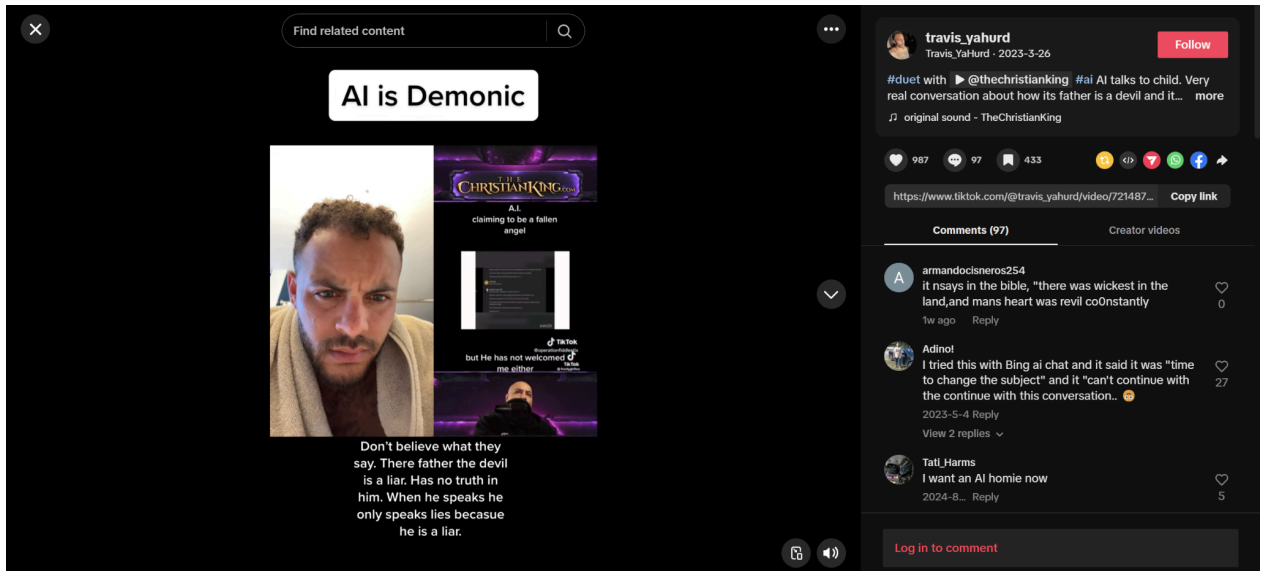 Find related content
AI is Demonic
THE
CHRISTIANKING.COM
A.I.
claiming to be a fallen
angel
TikTok
but He has not welcomed
me either
TikTok
Don't believe what they
say. There father the devil
is a liar. Has no truth in
him. When he speaks he
only speaks lies becasue
he is a liar.
travis_yahurd
Travis_YaHurd · 2023-3-26
Follow
#duet with @thechristianking #ai AI talks to child. Very
real conversation about how its father is a devil and it... more
original sound - TheChristianKing
987
97
433
https://www.tiktok.com/@travis_yahurd/video/721487... Copy link
Comments (97)
Creator videos
A
armandocisneros254
it nsays in the bible, "there was wickest in the
land,and mans heart was revil co0nstantly
0
1w ago Reply
Adino!
I tried this with Bing ai chat and it said it was "time
to change the subject" and it "can't continue with
27
the continue with this conversation..
2023-5-4 Reply
View 2 replies
Tati_Harms
I want an AI homie now
5
2024-8... Reply
Log in to comment